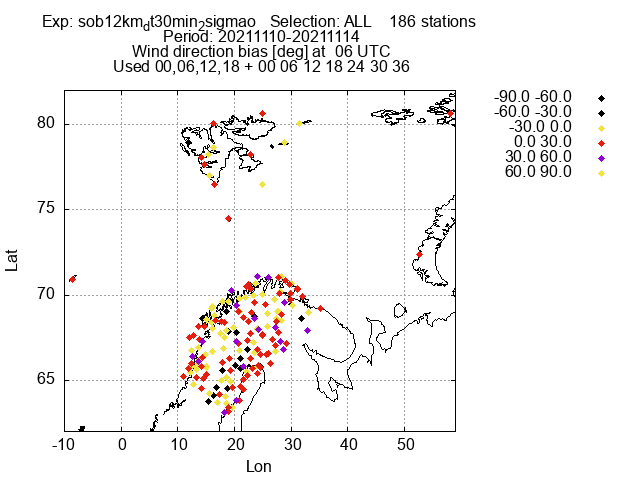 Exp: sob12km_dt30min_2sigmao   Selection: ALL    186 stations
Period: 20211110-20211114
Wind direction bias [deg] at  06 UTC
Used 00,06,12,18 + 00 06 12 18 24 30 36
-90.0 -60.0
-60.0 -30.0
-30.0 0.0
0.0 30.0
30.0 60.0
60.0 90.0
80
75
70
65
Lat
-10 0 10 20 30 40 50
Lon